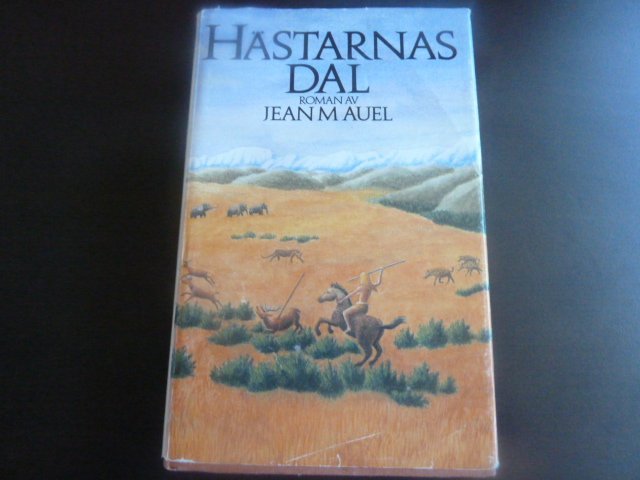 HÄSTARNAS
DAL
ROMAN AV
JEAN M AUEL